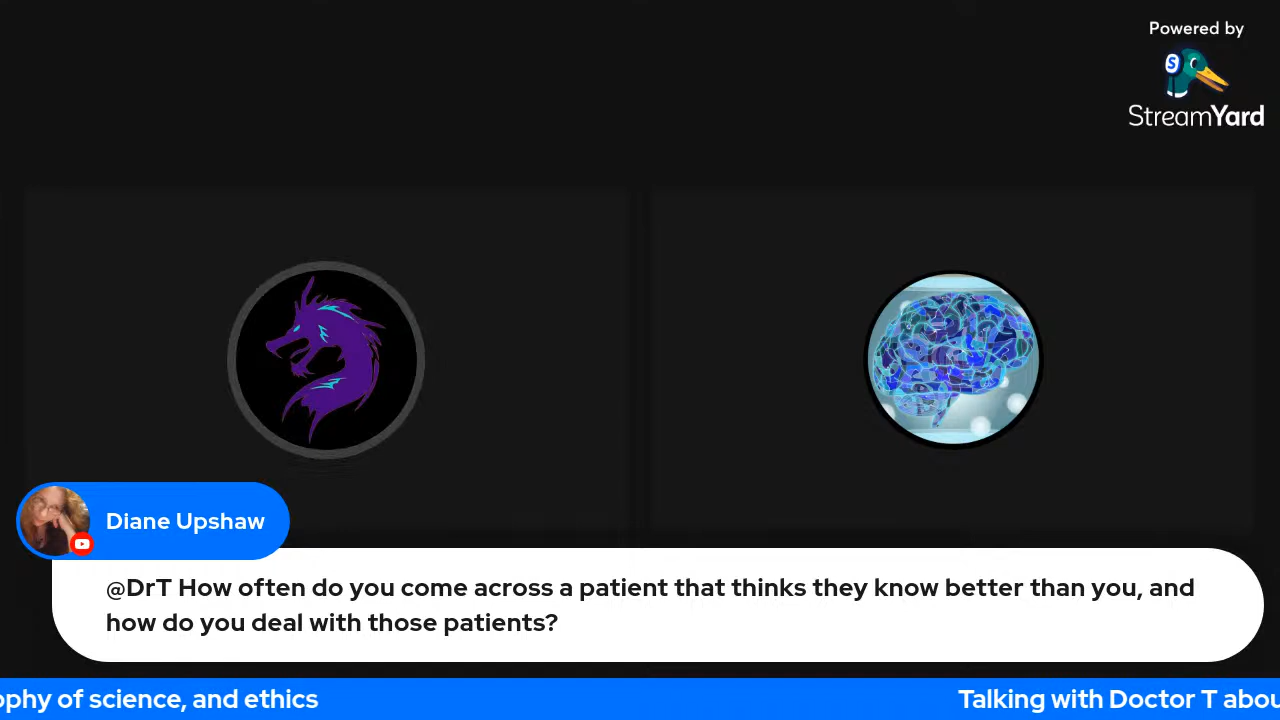 Powered by
S
StreamYard
Diane Upshaw
@DrT How often do you come across a patient that thinks they know better than you, and
how do you deal with those patients?
ophy of science, and ethics
Talking with Doctor T abou